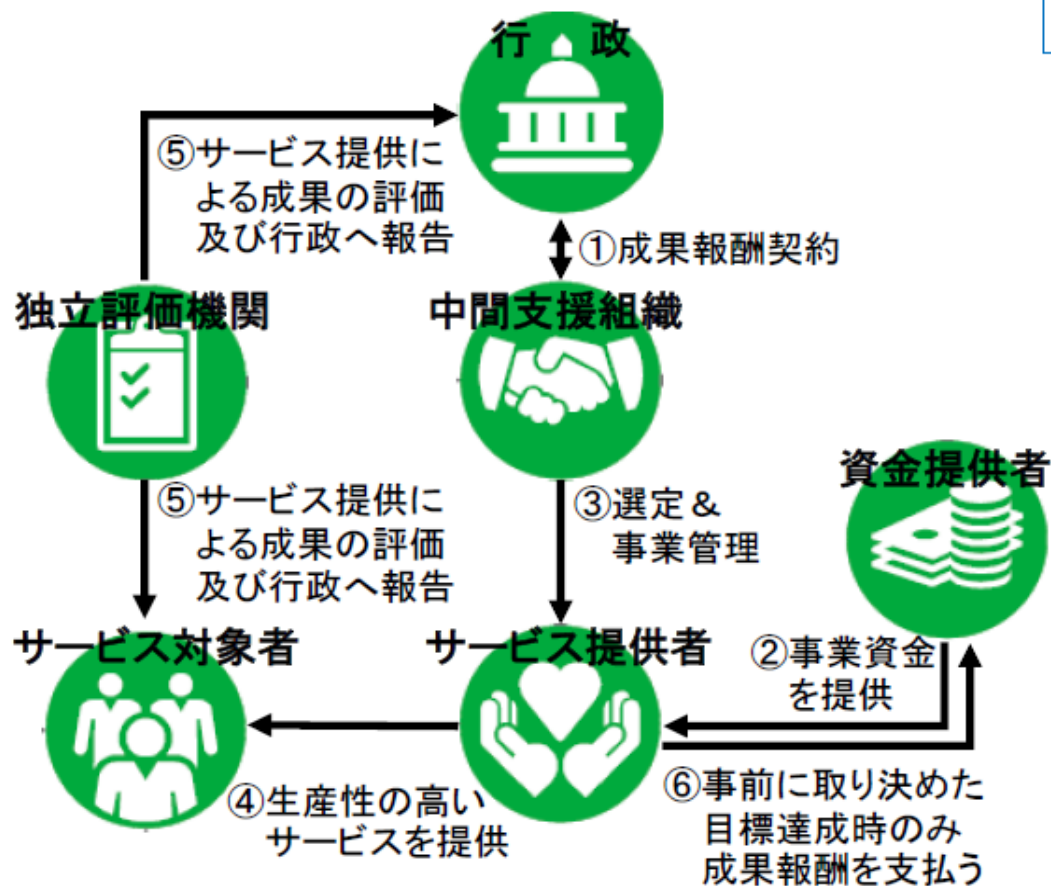 行 政
⑤サービス提供に
よる成果の評価
及び行政へ報告
①成果報酬契約
独立評価機関
中間支援組織
資金提供者
⑤サービス提供に
よる成果の評価
及び行政へ報告
③選定＆
事業管理
サービス対象者
サービス提供者
②事業資金
を提供
④生産性の高い
サービスを提供
⑥事前に取り決めた
目標達成時のみ
成果報酬を支払う